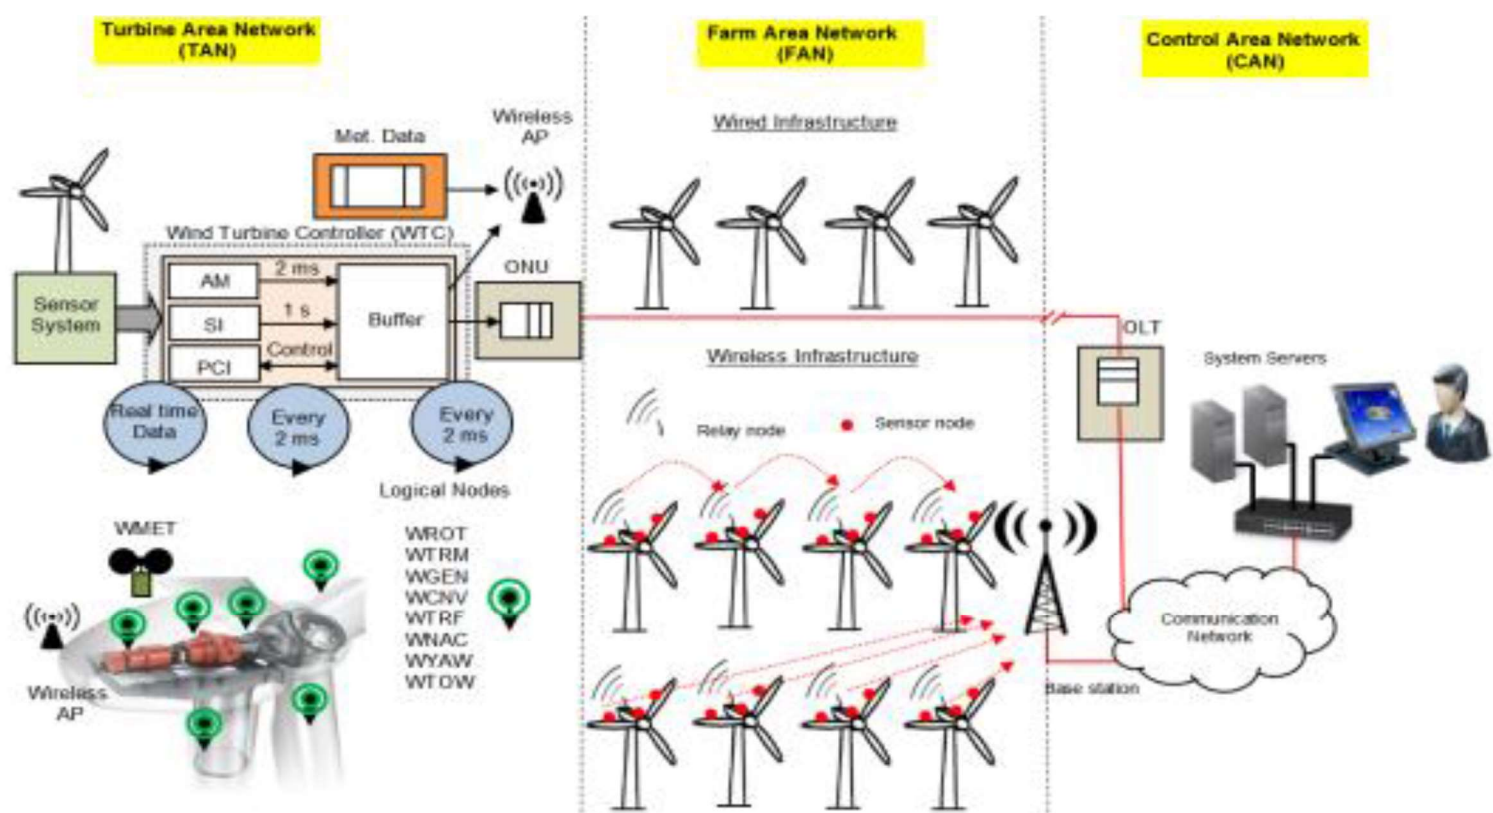 Turbine Area Network
(TAN)
Farm Area Network
(FAN)
Control Area Network
(CAN)
Wireless
AP
Met. Data
Wired Infrastructure
Wind Turbine Controller (WTC)
ONU
Sensor
System
AM
2 ms
SI
1 s
PCI
Control
Buffer
OLT
Wireless Infrastructure
System Servers
Real time
Data
Every
2 ms
Every
2 ms
Relay node
Sensor node
Logical Nodes
WMET
WROT
WTRM
WGEN
WCNV
WTRF
WNAC
WYAW
WTOW
Wireless
AP
Communication
Network
Base station